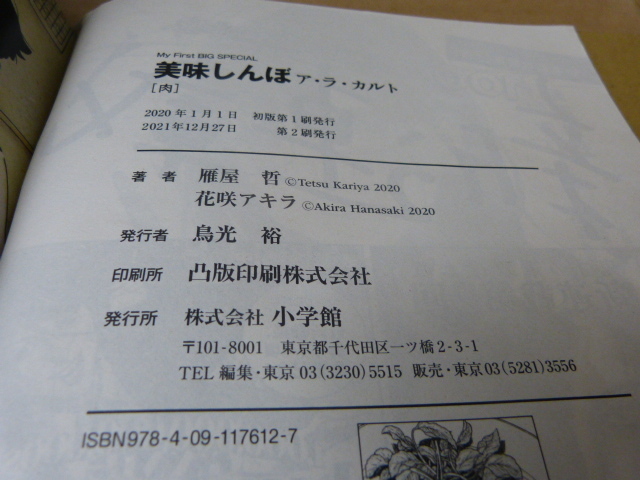 My First BIG SPECIAL
美味しんぼ ア・ラ・カルト
[肉]
2020年1月1日 初版第1刷発行
2021年12月27日 第2刷発行
著者 雁屋 哲 ©Tetsu Kariya 2020
花咲アキラ ©Akira Hanasaki 2020
発行者 鳥光 裕
印刷所 凸版印刷株式会社
発行所 株式会社 小学館
〒101-8001 東京都千代田区一ツ橋2-3-1
TEL 編集・東京03(3230)5515 販売・東京03(5281)3556
ISBN978-4-09-117612-7